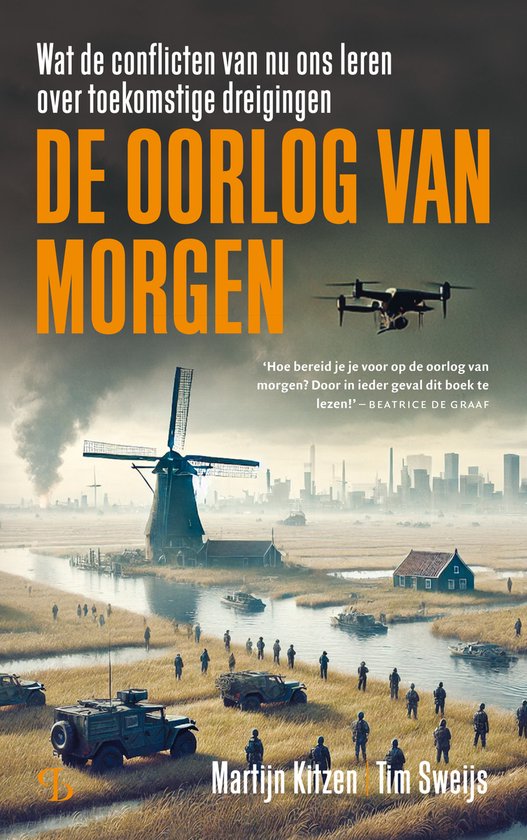 Wat de conflicten van nu ons leren
over toekomstige dreigingen
DE OORLOG VAN
MORGEN
‘Hoe bereid je je voor op de oorlog van
morgen? Door in ieder geval dit boek te
lezen!’ – BEATRICE DE GRAAF
Martijn Kitzen | Tim Sweijs